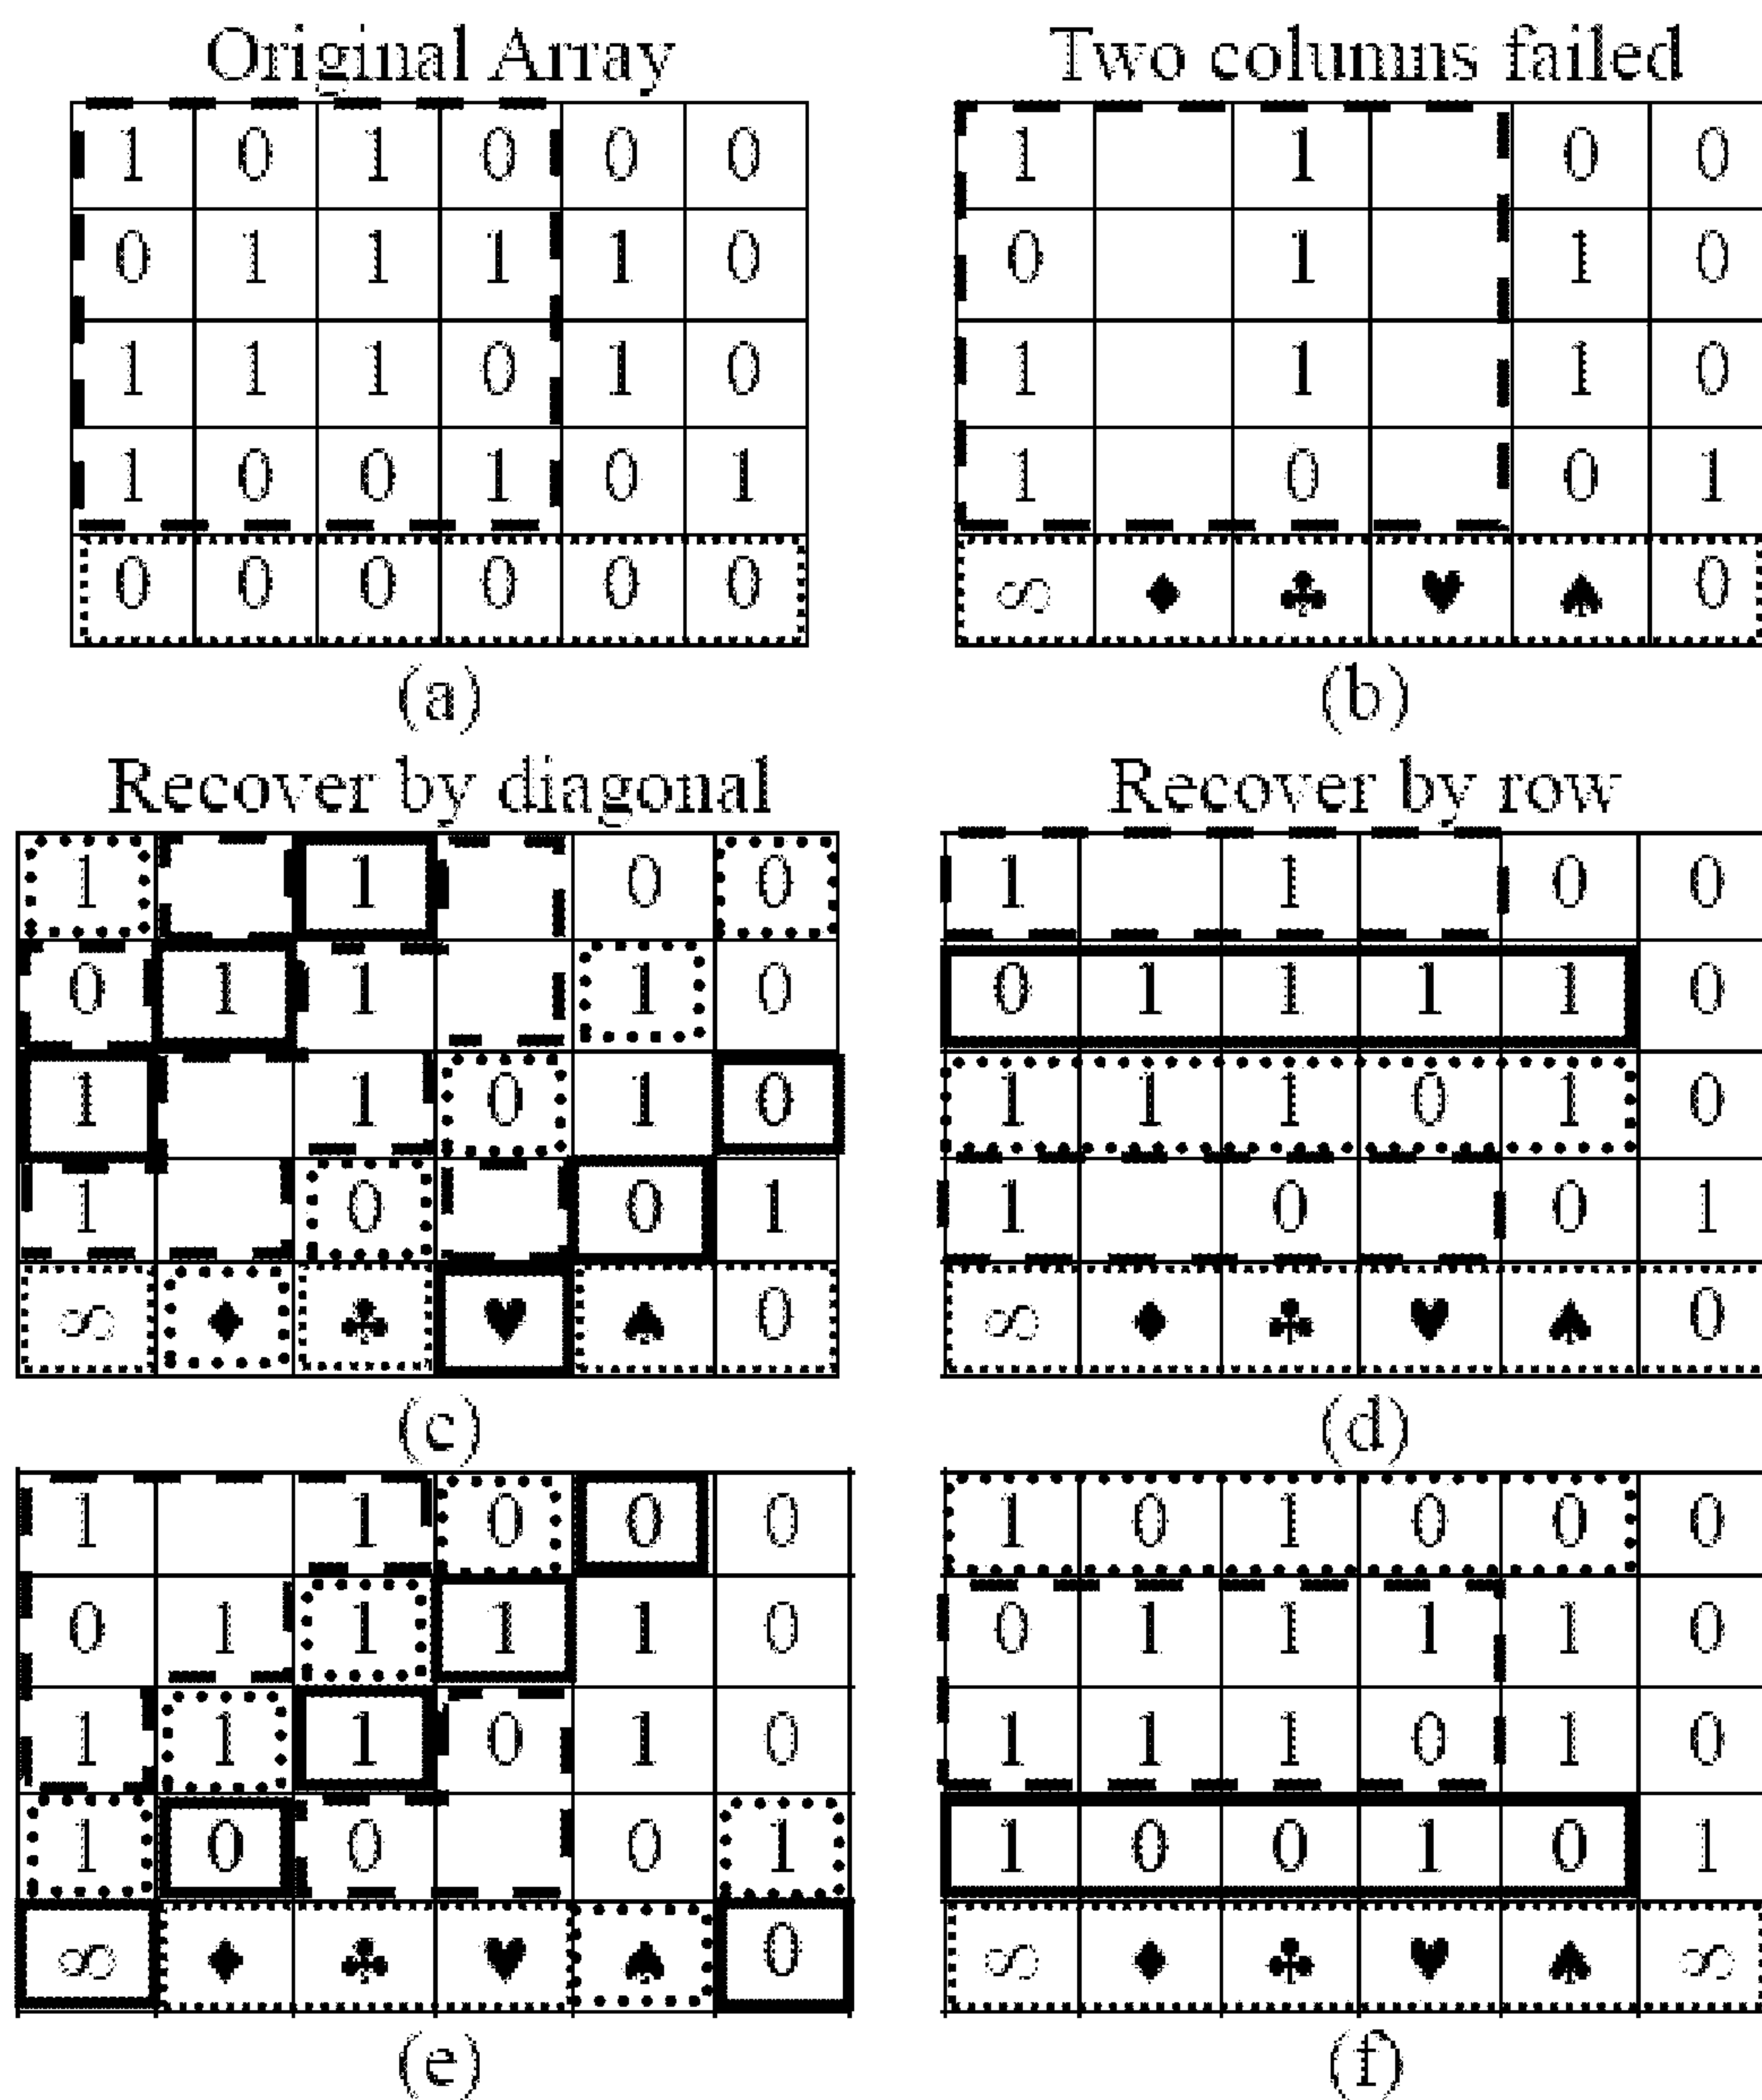 Original Array
1 0 1 0 0 0
0 1 1 1 1 0
1 1 1 0 1 0
1 0 0 1 0 1
0 0 0 0 0 0
(a)
Two columns failed
1 1 0 0
0 1 1 0
1 1 1 0
1 0 0 1
∞ ♦ ♣ ♥ ♠ 0
(b)
Recover by diagonal
1 1 0 0
0 1 1 1 0
1 1 0 1 0
1 0 0 1
∞ ♦ ♣ ♥ ♠ 0
(c)
Recover by row
1 1 0 0
0 1 1 1 1 0
1 1 1 0 1 0
1 0 0 1
∞ ♦ ♣ ♥ ♠ 0
(d)
1 1 0 0 0
0 1 1 1 1 0
1 1 1 0 1 0
1 0 0 0 1
∞ ♦ ♣ ♥ ♠ 0
(e)
1 0 1 0 0 0
0 1 1 1 1 0
1 1 1 0 1 0
1 0 0 1 0 1
∞ ♦ ♣ ♥ ♠ ∞
(f)